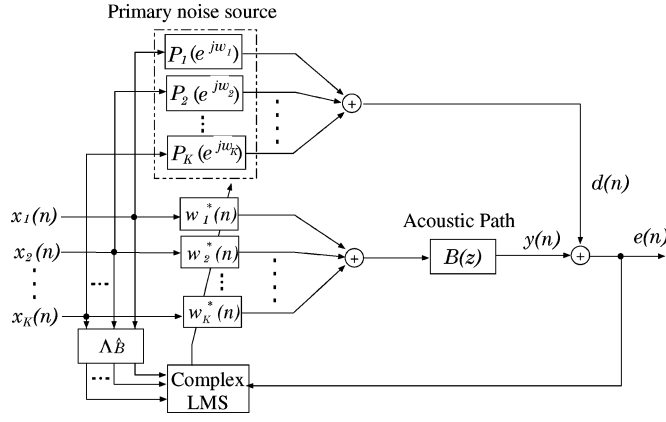 Primary noise source
P1(e^jw1)
P2(e^jw2)
PK(e^jwK)
d(n)
x1(n)
w1*(n)
x2(n)
w2*(n)
Acoustic Path
B(z)
y(n)
e(n)
xK(n)
wK*(n)
ΛB̂
Complex
LMS